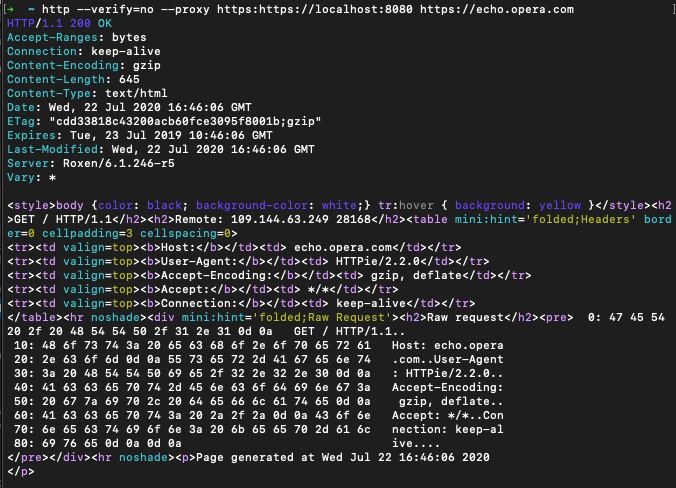 [➜  ~ http --verify=no --proxy https:https://localhost:8080 https://echo.opera.com
HTTP/1.1 200 OK
Accept-Ranges: bytes
Connection: keep-alive
Content-Encoding: gzip
Content-Length: 645
Content-Type: text/html
Date: Wed, 22 Jul 2020 16:46:06 GMT
ETag: "cdd33818c43200acb60fce3095f8001b;gzip"
Expires: Tue, 23 Jul 2019 10:46:06 GMT
Last-Modified: Wed, 22 Jul 2020 16:46:06 GMT
Server: Roxen/6.1.246-r5
Vary: *

<style>body {color: black; background-color: white;} tr:hover { background: yellow }</style><h2
>GET / HTTP/1.1</h2><h2>Remote: 109.144.63.249 28168</h2><table mini:hint='folded;Headers' bord
er=0 cellpadding=3 cellspacing=0>
<tr><td valign=top><b>Host:</b></td><td> echo.opera.com</td></tr>
<tr><td valign=top><b>User-Agent:</b></td><td> HTTPie/2.2.0</td></tr>
<tr><td valign=top><b>Accept-Encoding:</b></td><td> gzip, deflate</td></tr>
<tr><td valign=top><b>Accept:</b></td><td> */*</td></tr>
<tr><td valign=top><b>Connection:</b></td><td> keep-alive</td></tr>
</table><hr noshade><div mini:hint='folded;Raw Request'><h2>Raw request</h2><pre>  0: 47 45 54
20 2f 20 48 54 54 50 2f 31 2e 31 0d 0a   GET / HTTP/1.1..
 10: 48 6f 73 74 3a 20 65 63 68 6f 2e 6f 70 65 72 61   Host: echo.opera
 20: 2e 63 6f 6d 0d 0a 55 73 65 72 2d 41 67 65 6e 74   .com..User-Agent
 30: 3a 20 48 54 54 50 69 65 2f 32 2e 32 2e 30 0d 0a   : HTTPie/2.2.0..
 40: 41 63 63 65 70 74 2d 45 6e 63 6f 64 69 6e 67 3a   Accept-Encoding:
 50: 20 67 7a 69 70 2c 20 64 65 66 6c 61 74 65 0d 0a    gzip, deflate..
 60: 41 63 63 65 70 74 3a 20 2a 2f 2a 0d 0a 43 6f 6e   Accept: */*..Con
 70: 6e 65 63 74 69 6f 6e 3a 20 6b 65 65 70 2d 61 6c   nection: keep-al
 80: 69 76 65 0d 0a 0d 0a                              ive....
</pre></div><hr noshade><p>Page generated at Wed Jul 22 16:46:06 2020
</p>